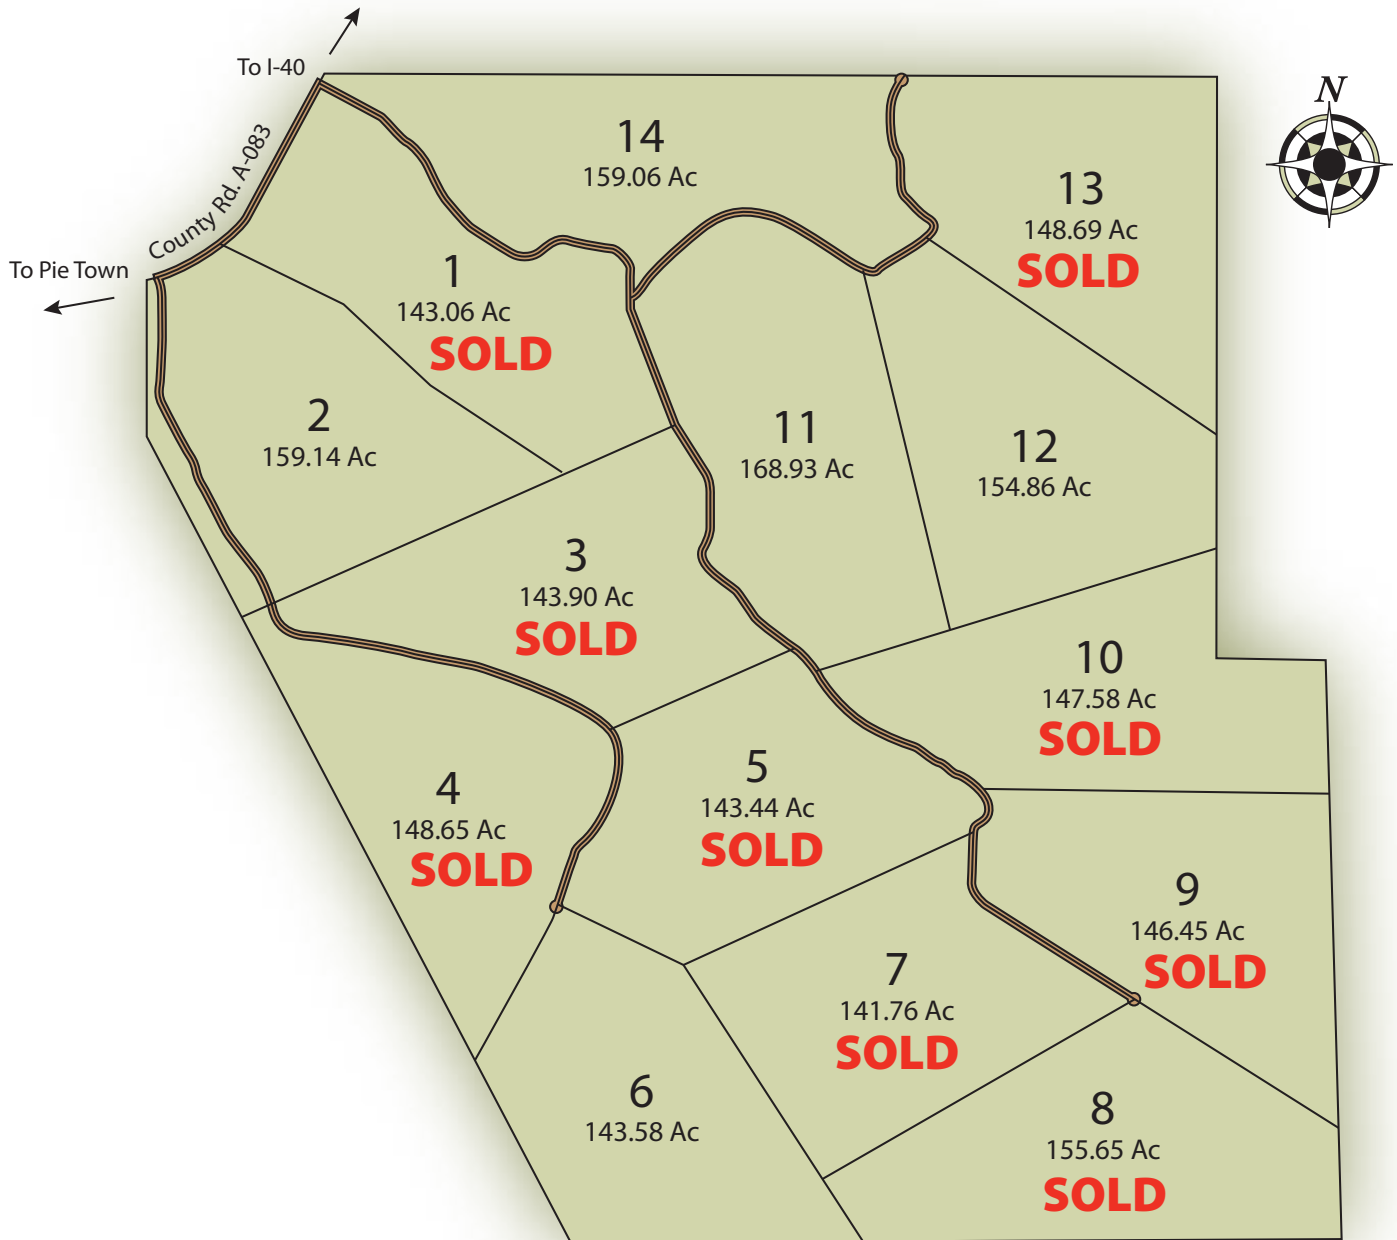 To I-40
N
County Rd. A-083
To Pie Town
14
159.06 Ac
13
148.69 Ac
SOLD
1
143.06 Ac
SOLD
2
159.14 Ac
11
168.93 Ac
12
154.86 Ac
3
143.90 Ac
SOLD
10
147.58 Ac
SOLD
4
148.65 Ac
SOLD
5
143.44 Ac
SOLD
9
146.45 Ac
SOLD
7
141.76 Ac
SOLD
6
143.58 Ac
8
155.65 Ac
SOLD